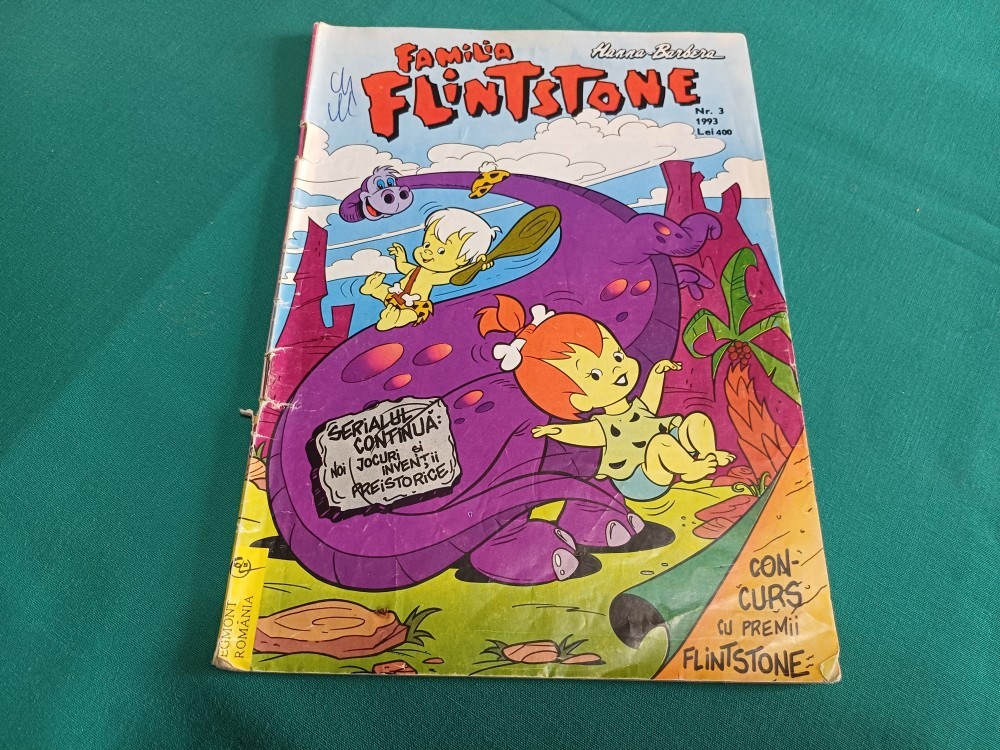 FAMILIA
Hanna-Barbera
FLINTSTONE
Nr. 3
1993
Lei 400
SERIALUL
CONTINUĂ:
NOI JOCURI și
INVENȚII
PREISTORICE
CON-
CURS
CU PREMII
FLINTSTONE
EGMONT
ROMÂNIA